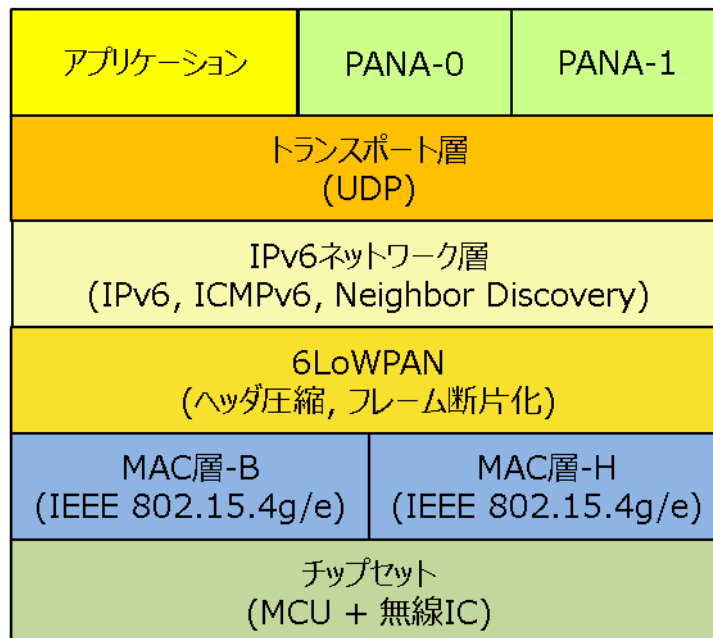 アプリケーション
PANA-0
PANA-1
トランスポート層
(UDP)
IPv6ネットワーク層
(IPv6, ICMPv6, Neighbor Discovery)
6LoWPAN
(ヘッダ圧縮, フレーム断片化)
MAC層-B
(IEEE 802.15.4g/e)
MAC層-H
(IEEE 802.15.4g/e)
チップセット
(MCU + 無線IC)